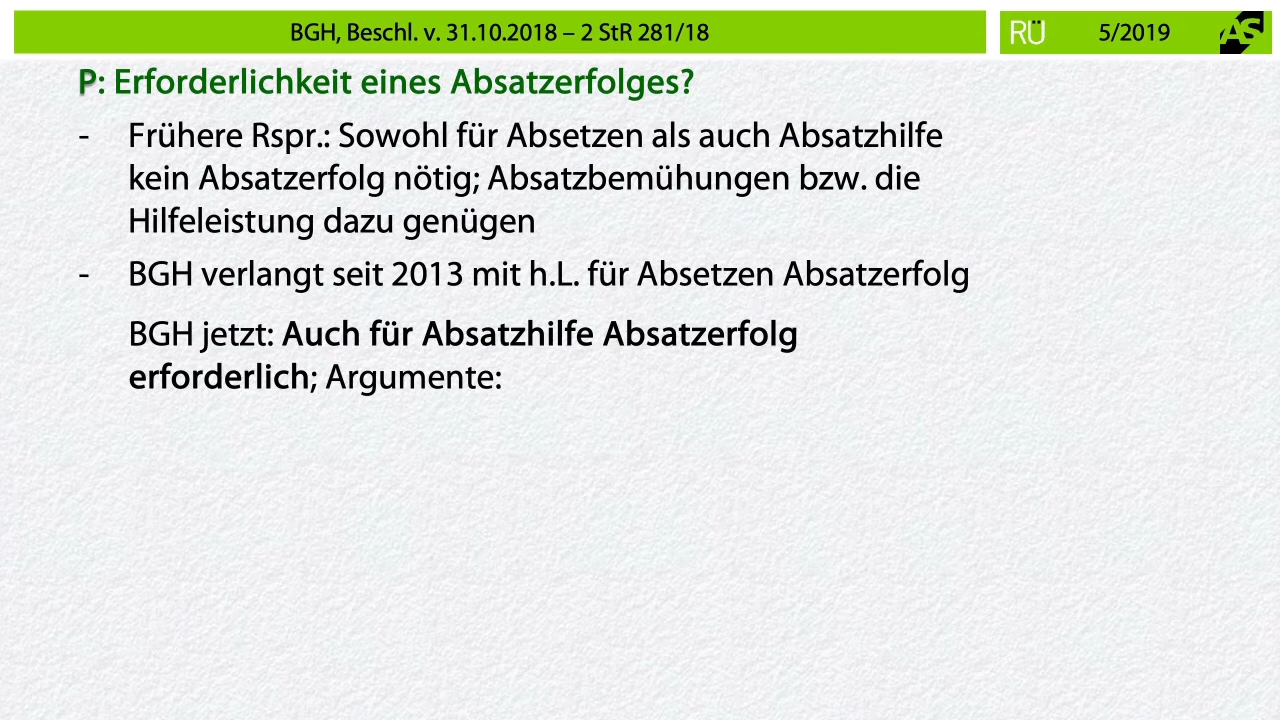 BGH, Beschl. v. 31.10.2018 – 2 StR 281/18
RÜ
5/2019
AS
P: Erforderlichkeit eines Absatzerfolges?
- Frühere Rspr.: Sowohl für Absetzen als auch Absatzhilfe
kein Absatzerfolg nötig; Absatzbemühungen bzw. die
Hilfeleistung dazu genügen
- BGH verlangt seit 2013 mit h.L. für Absetzen Absatzerfolg
BGH jetzt: Auch für Absatzhilfe Absatzerfolg
erforderlich; Argumente: